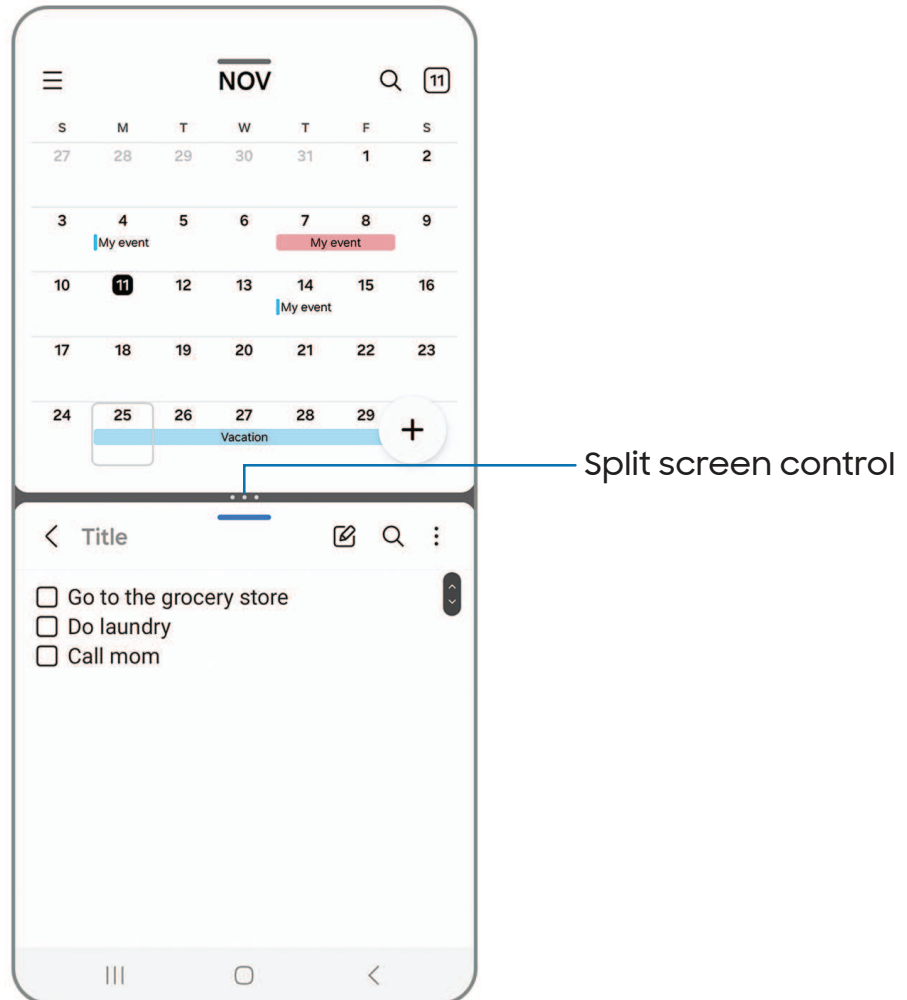 NOV
11
S M T W T F S
27 28 29 30 31 1 2
3 4 5 6 7 8 9
My event My event
10 11 12 13 14 15 16
My event
17 18 19 20 21 22 23
24 25 26 27 28 29
Vacation
Split screen control
Title
Go to the grocery store
Do laundry
Call mom